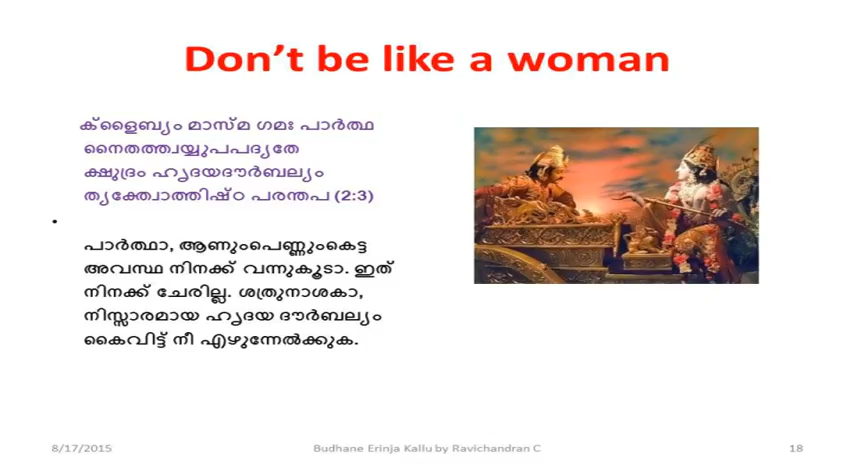 Don't be like a woman
ക്ളൈബ്യം മാസ്മ ഗമഃ പാർത്ഥ
നൈതത്ത്വയ്യുപപദ്യതേ
ക്ഷുദ്രം ഹൃദയദൗർബല്യം
ത്യക്ത്വോത്തിഷ്ഠ പരന്തപ (2:3)
പാർത്ഥാ, ആണുംപെണ്ണുംകെട്ട
അവസ്ഥ നിനക്ക് വന്നുകൂടാ. ഇത്
നിനക്ക് ചേരില്ല. ശത്രുനാശകാ,
നിസ്സാരമായ ഹൃദയ ദൗർബല്യം
കൈവിട്ട് നീ എഴുന്നേൽക്കുക.
8/17/2015 Budhane Erinja Kallu by Ravichandran C 18